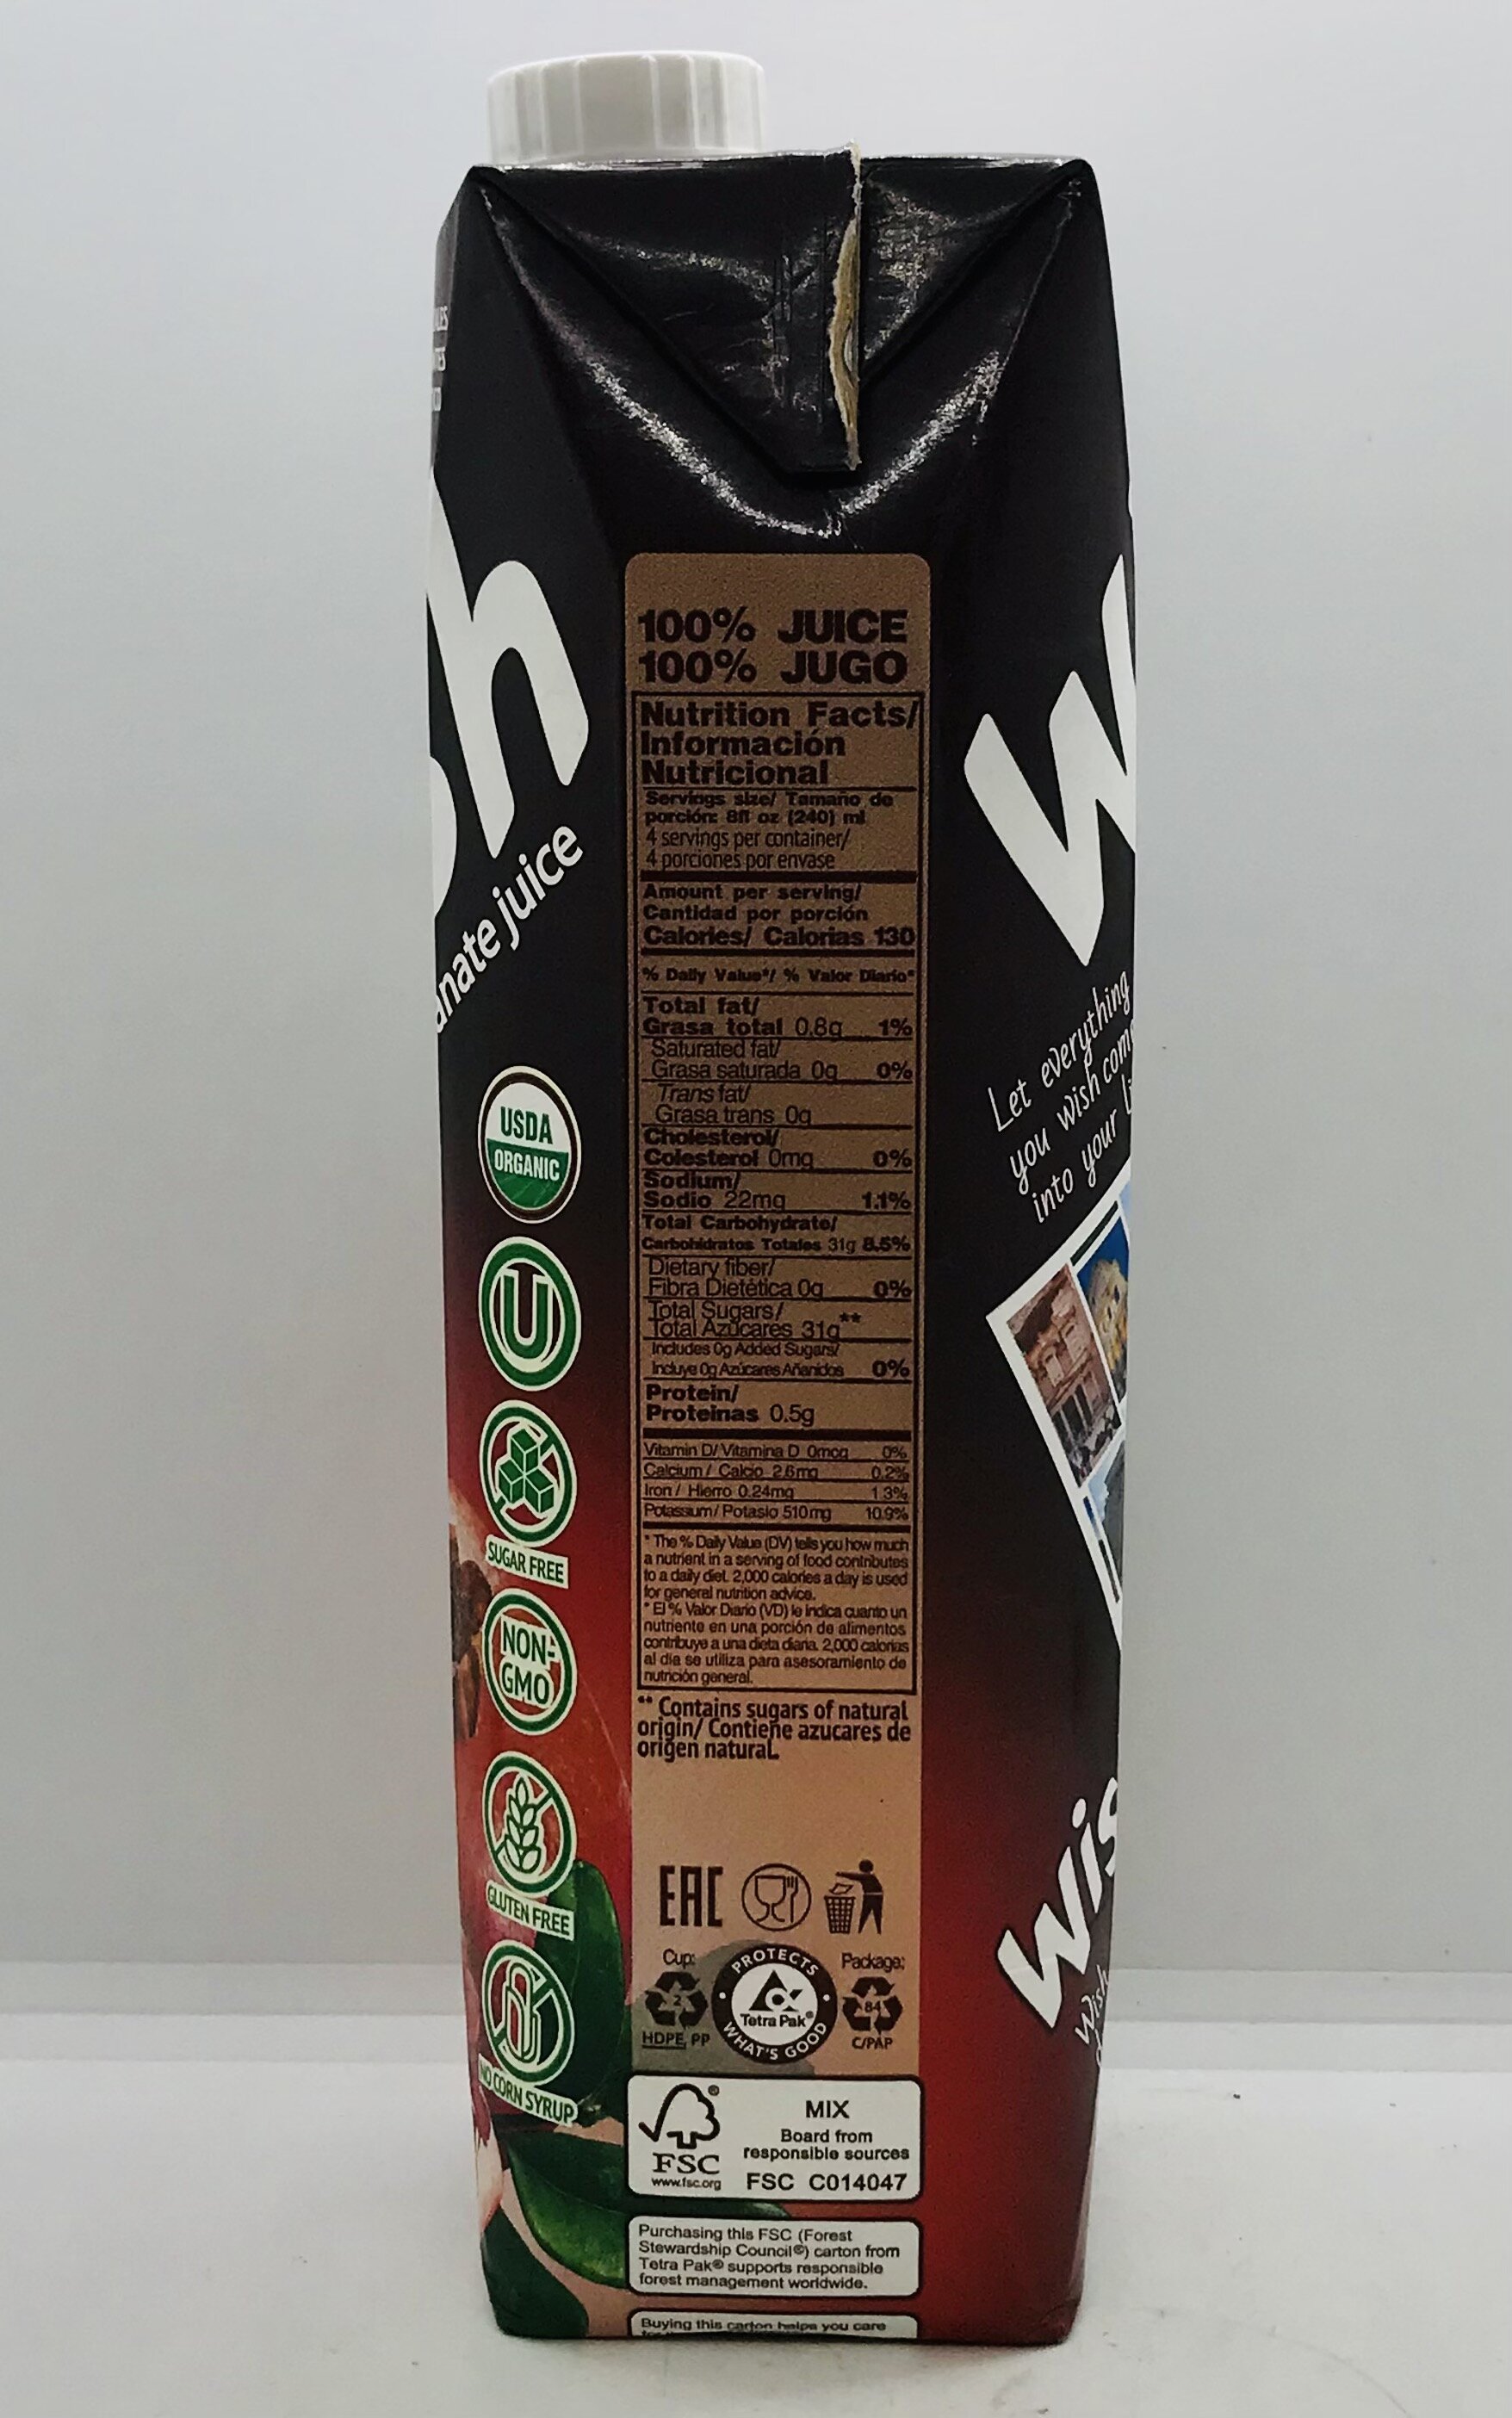 100% JUICE
100% JUGO
Nutrition Facts/
Información
Nutricional
Servings size/ Tamaño de
porción: 8fl oz (240) ml
4 servings per container/
4 porciones por envase
Amount per serving/
Cantidad por porción
Calories/ Calorias 130
% Daily Value*/ % Valor Diario*
Total fat/
Grasa total 0.8g 1%
Saturated fat/
Grasa saturada 0g 0%
Trans fat/
Grasa trans 0g
Cholesterol/
Colesterol 0mg 0%
Sodium/
Sodio 22mg 1.1%
Total Carbohydrate/
Carbohidratos Totales 31g 8.5%
Dietary fiber/
Fibra Dietética 0g 0%
Total Sugars/
Total Azúcares 31g**
Includes 0g Added Sugars/
Incluye 0g Azúcares Añanidos 0%
Protein/
Proteinas 0.5g
Vitamin D/ Vitamina D 0mcg 0%
Calcium / Calcio 2.6mg 0.2%
Iron / Hierro 0.24mg 1.3%
Potassium/ Potasio 510mg 10.9%
* The % Daily Value (DV) tells you how much
a nutrient in a serving of food contributes
to a daily diet. 2,000 calories a day is used
for general nutrition advice.
* El % Valor Diario (VD) le indica cuanto un
nutriente en una porción de alimentos
contribuye a una dieta diaria. 2,000 calorias
al dia se utiliza para asesoramiento de
nutrición general.
** Contains sugars of natural
origin/ Contiene azucares de
origen natural.
EAC
Cup:
2
HDPE, PP
PROTECTS
Tetra Pak®
WHAT'S GOOD
Package:
84
C/PAP
FSC®
www.fsc.org
MIX
Board from
responsible sources
FSC C014047
Purchasing this FSC (Forest
Stewardship Council®) carton from
Tetra Pak® supports responsible
forest management worldwide.
Buying this carton helps you care
h
anate juice
USDA
ORGANIC
U
SUGAR FREE
NON-
GMO
GLUTEN FREE
NO CORN SYRUP
W
Let everything
you wish com
into your l
Wis
Wish